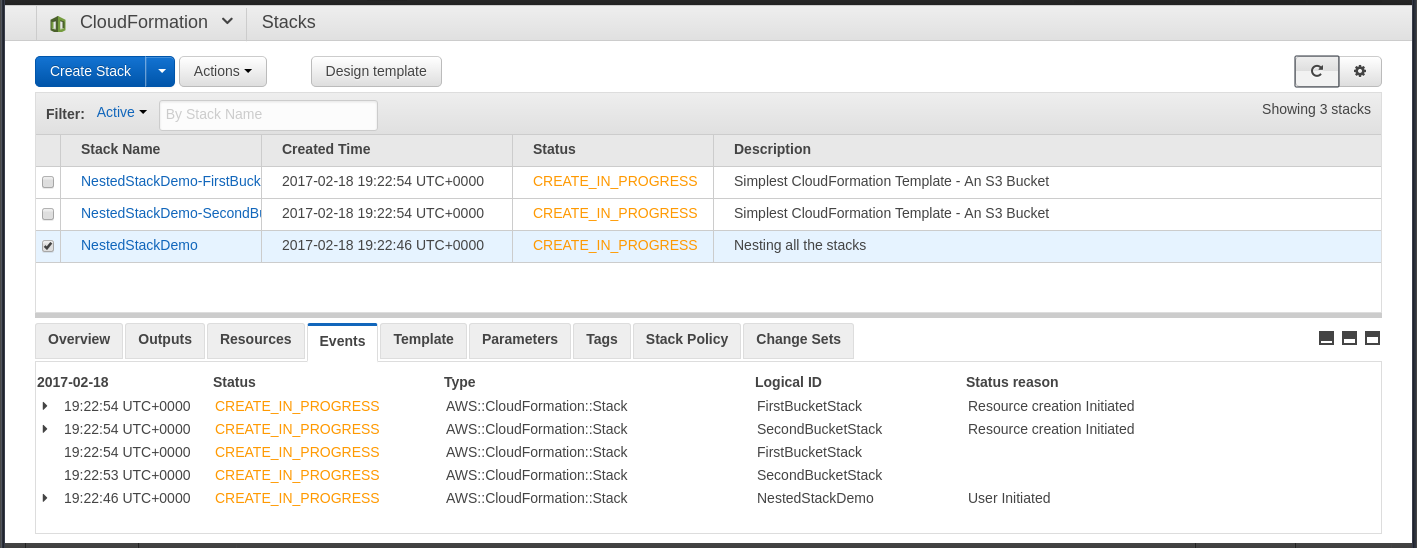 CloudFormation Stacks
Create Stack Actions Design template
Filter: Active By Stack Name Showing 3 stacks
Stack Name Created Time Status Description
NestedStackDemo-FirstBuck 2017-02-18 19:22:54 UTC+0000 CREATE_IN_PROGRESS Simplest CloudFormation Template - An S3 Bucket
NestedStackDemo-SecondBu 2017-02-18 19:22:54 UTC+0000 CREATE_IN_PROGRESS Simplest CloudFormation Template - An S3 Bucket
NestedStackDemo 2017-02-18 19:22:46 UTC+0000 CREATE_IN_PROGRESS Nesting all the stacks
Overview Outputs Resources Events Template Parameters Tags Stack Policy Change Sets
2017-02-18 Status Type Logical ID Status reason
19:22:54 UTC+0000 CREATE_IN_PROGRESS AWS::CloudFormation::Stack FirstBucketStack Resource creation Initiated
19:22:54 UTC+0000 CREATE_IN_PROGRESS AWS::CloudFormation::Stack SecondBucketStack Resource creation Initiated
19:22:54 UTC+0000 CREATE_IN_PROGRESS AWS::CloudFormation::Stack FirstBucketStack
19:22:53 UTC+0000 CREATE_IN_PROGRESS AWS::CloudFormation::Stack SecondBucketStack
19:22:46 UTC+0000 CREATE_IN_PROGRESS AWS::CloudFormation::Stack NestedStackDemo User Initiated